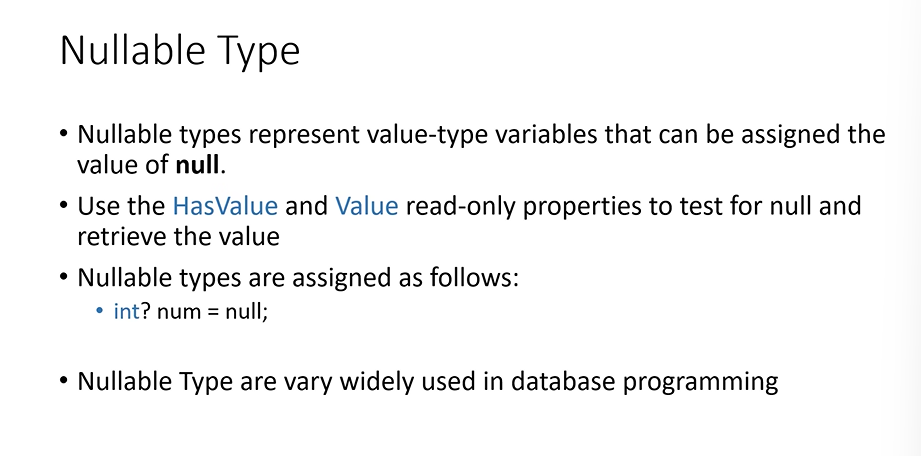 Nullable Type
• Nullable types represent value-type variables that can be assigned the
value of null.
• Use the HasValue and Value read-only properties to test for null and
retrieve the value
• Nullable types are assigned as follows:
• int? num = null;
• Nullable Type are vary widely used in database programming